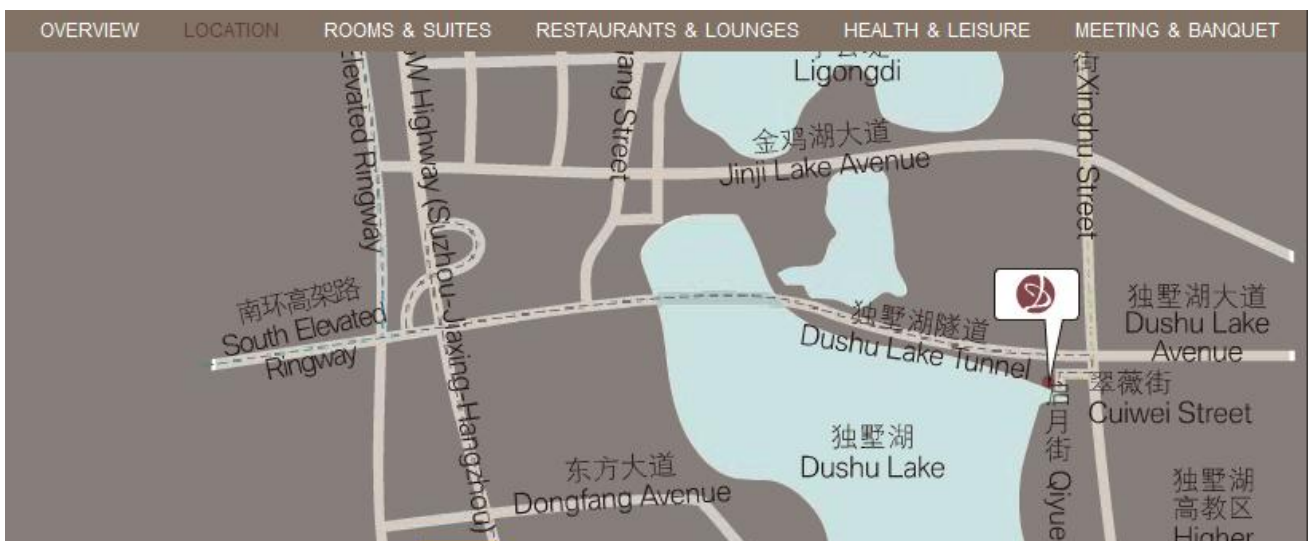 OVERVIEW LOCATION ROOMS & SUITES RESTAURANTS & LOUNGES HEALTH & LEISURE MEETING & BANQUET
Ligongdi
Elevated Ringway
Highway (Suzhou-Jiaxing-Hangzhou)
Street
金鸡湖大道
Jinji Lake Avenue
街 Xinghu Street
南环高架路
South Elevated
Ringway
独墅湖隧道
Dushu Lake Tunnel
独墅湖大道
Dushu Lake
Avenue
翠薇街
Cuiwei Street
月街 Qiyue
独墅湖
Dushu Lake
东方大道
Dongfang Avenue
独墅湖
高教区
Higher